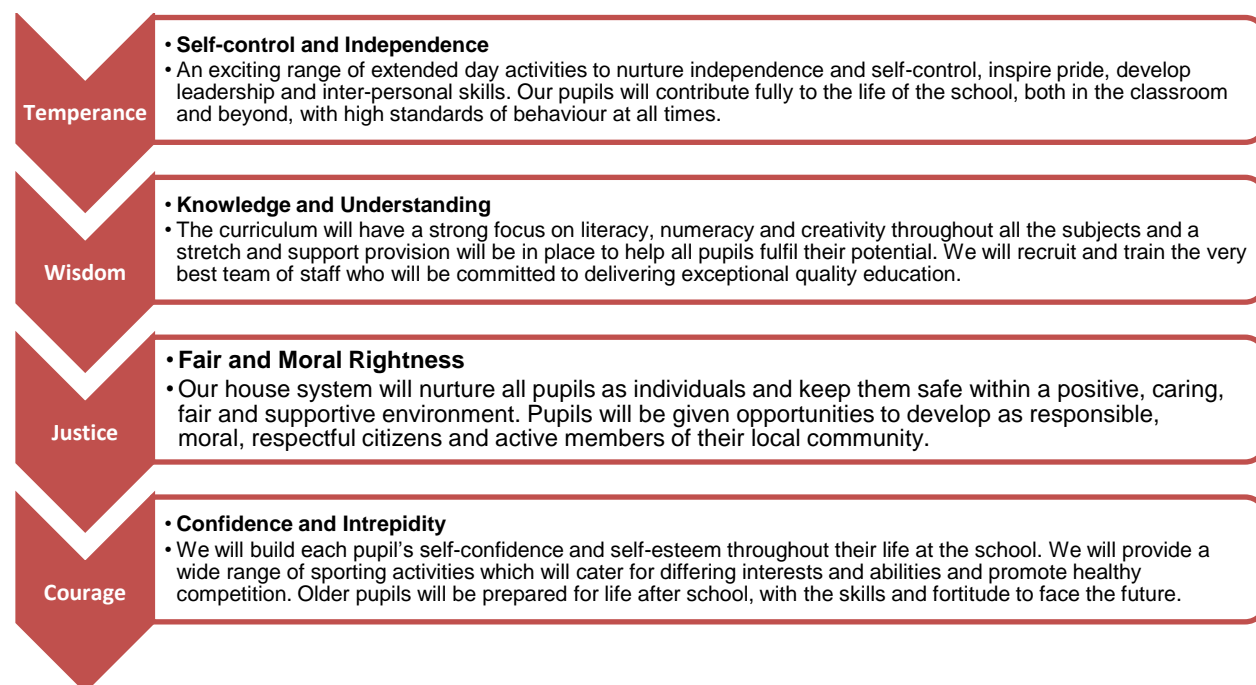 Temperance
• Self-control and Independence
• An exciting range of extended day activities to nurture independence and self-control, inspire pride, develop
leadership and inter-personal skills. Our pupils will contribute fully to the life of the school, both in the classroom
and beyond, with high standards of behaviour at all times.
Wisdom
• Knowledge and Understanding
• The curriculum will have a strong focus on literacy, numeracy and creativity throughout all the subjects and a
stretch and support provision will be in place to help all pupils fulfil their potential. We will recruit and train the very
best team of staff who will be committed to delivering exceptional quality education.
Justice
• Fair and Moral Rightness
• Our house system will nurture all pupils as individuals and keep them safe within a positive, caring,
fair and supportive environment. Pupils will be given opportunities to develop as responsible,
moral, respectful citizens and active members of their local community.
Courage
• Confidence and Intrepidity
• We will build each pupil’s self-confidence and self-esteem throughout their life at the school. We will provide a
wide range of sporting activities which will cater for differing interests and abilities and promote healthy
competition. Older pupils will be prepared for life after school, with the skills and fortitude to face the future.